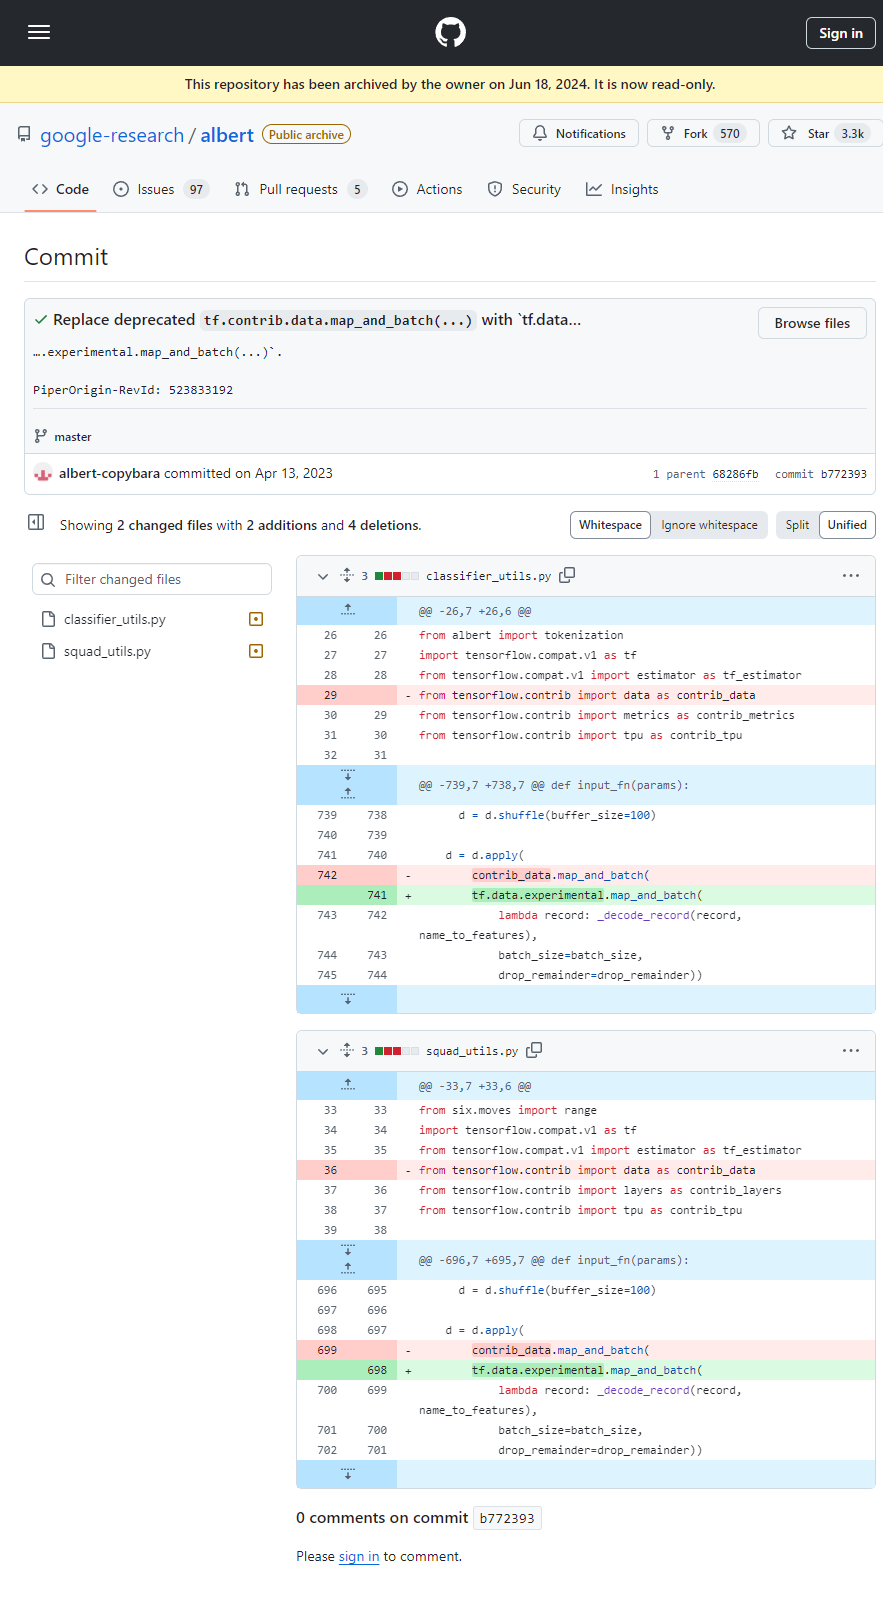 Sign in
This repository has been archived by the owner on Jun 18, 2024. It is now read-only.
google-research / albert Public archive
Notifications Fork 570 Star 3.3k
Code Issues 97 Pull requests 5 Actions Security Insights
Commit
Replace deprecated tf.contrib.data.map_and_batch(...) with `tf.data…
Browse files
….experimental.map_and_batch(...)`.
PiperOrigin-RevId: 523833192
master
albert-copybara committed on Apr 13, 2023 1 parent 68286fb commit b772393
Showing 2 changed files with 2 additions and 4 deletions.
Whitespace Ignore whitespace Split Unified
Filter changed files
classifier_utils.py
squad_utils.py
3 classifier_utils.py
@@ -26,7 +26,6 @@
26 26 from albert import tokenization
27 27 import tensorflow.compat.v1 as tf
28 28 from tensorflow.compat.v1 import estimator as tf_estimator
29 - from tensorflow.contrib import data as contrib_data
30 29 from tensorflow.contrib import metrics as contrib_metrics
31 30 from tensorflow.contrib import tpu as contrib_tpu
32 31
@@ -739,7 +738,7 @@ def input_fn(params):
739 738 d = d.shuffle(buffer_size=100)
740 739
741 740 d = d.apply(
742 - contrib_data.map_and_batch(
741 + tf.data.experimental.map_and_batch(
743 742 lambda record: _decode_record(record,
name_to_features),
744 743 batch_size=batch_size,
745 744 drop_remainder=drop_remainder))
3 squad_utils.py
@@ -33,7 +33,6 @@
33 33 from six.moves import range
34 34 import tensorflow.compat.v1 as tf
35 35 from tensorflow.compat.v1 import estimator as tf_estimator
36 - from tensorflow.contrib import data as contrib_data
37 36 from tensorflow.contrib import layers as contrib_layers
38 37 from tensorflow.contrib import tpu as contrib_tpu
39 38
@@ -696,7 +695,7 @@ def input_fn(params):
696 695 d = d.shuffle(buffer_size=100)
697 696
698 697 d = d.apply(
699 - contrib_data.map_and_batch(
698 + tf.data.experimental.map_and_batch(
700 699 lambda record: _decode_record(record,
name_to_features),
701 700 batch_size=batch_size,
702 701 drop_remainder=drop_remainder))
0 comments on commit b772393
Please sign in to comment.